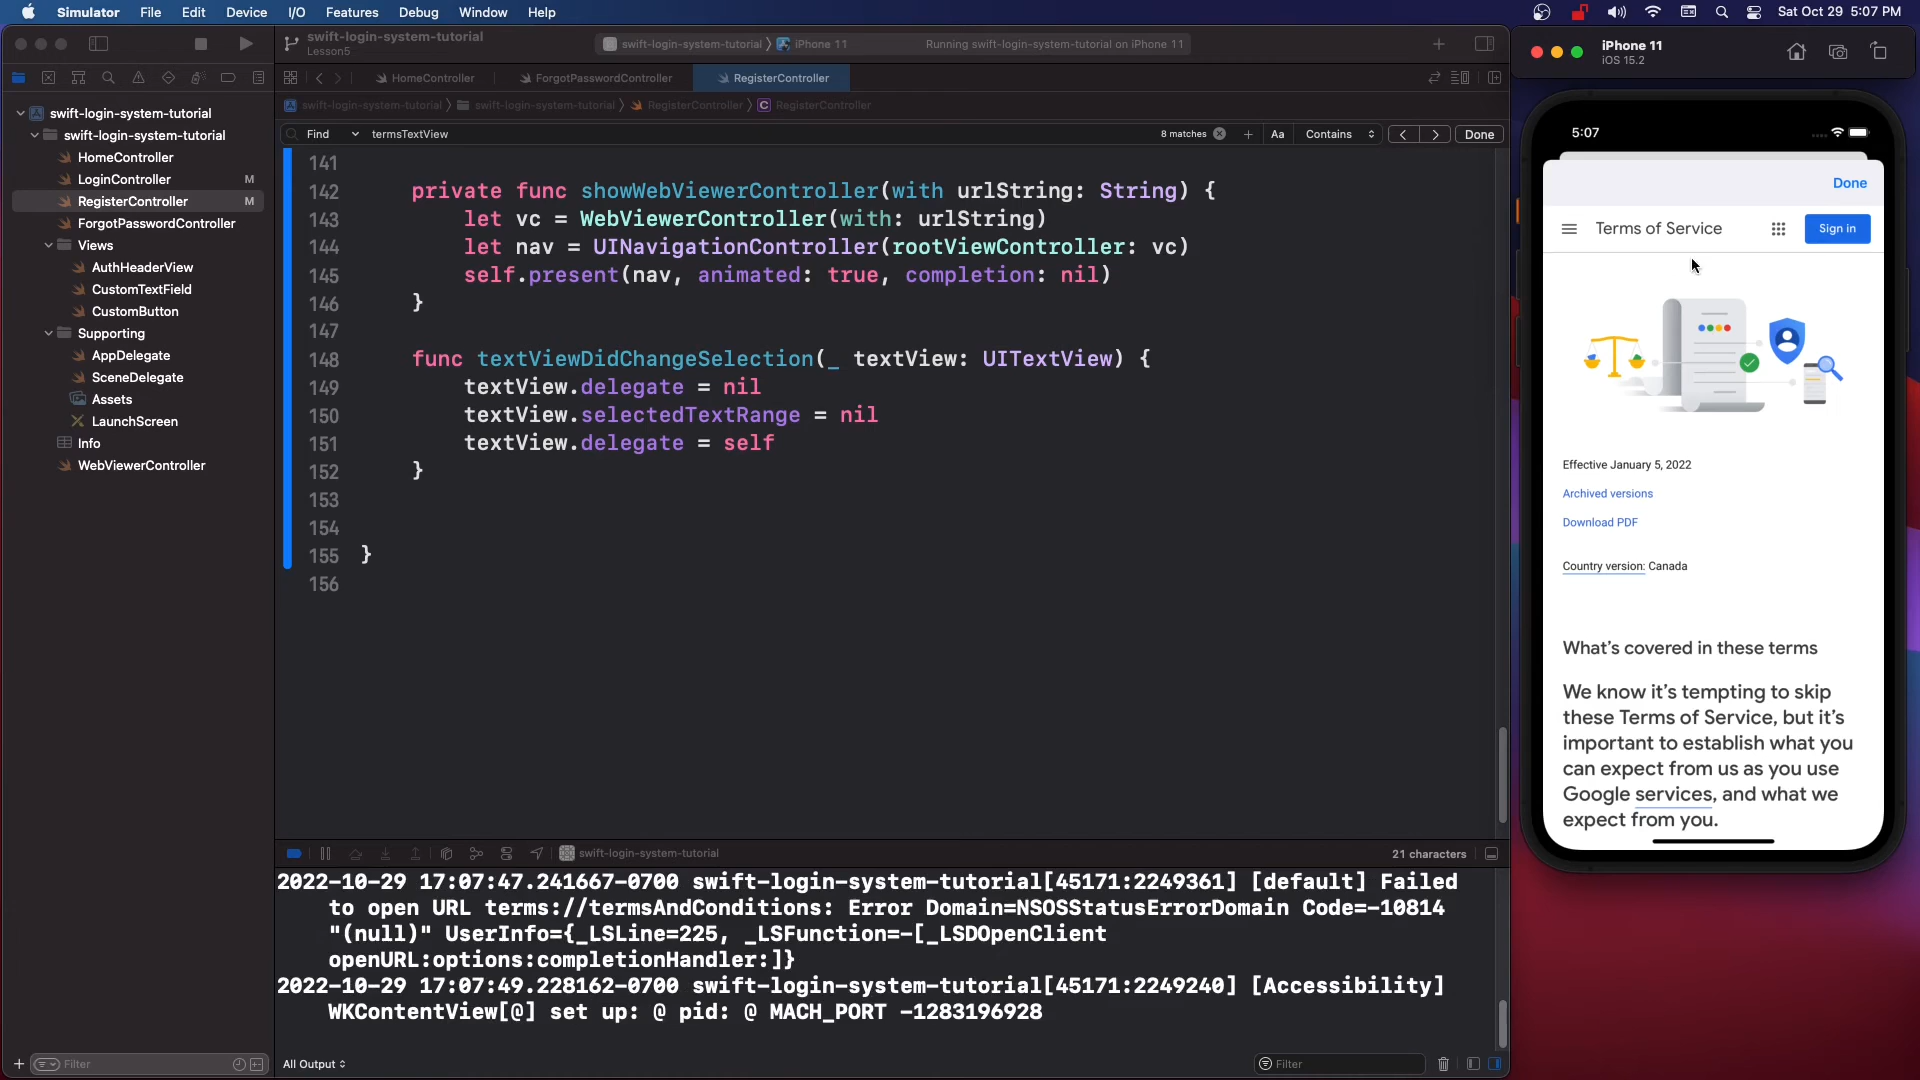 Simulator File Edit Device I/O Features Debug Window Help
Sat Oct 29 5:07 PM
swift-login-system-tutorial
Lesson5
swift-login-system-tutorial
iPhone 11
Running swift-login-system-tutorial on iPhone 11
HomeController
ForgotPasswordController
RegisterController
swift-login-system-tutorial
swift-login-system-tutorial
RegisterController
C
RegisterController
Find
termsTextView
8 matches
Aa
Contains
Done
swift-login-system-tutorial
swift-login-system-tutorial
HomeController
LoginController M
RegisterController M
ForgotPasswordController
Views
AuthHeaderView
CustomTextField
CustomButton
Supporting
AppDelegate
SceneDelegate
Assets
LaunchScreen
Info
WebViewerController
Filter
141
142 private func showWebViewerController(with urlString: String) {
143 let vc = WebViewerController(with: urlString)
144 let nav = UINavigationController(rootViewController: vc)
145 self.present(nav, animated: true, completion: nil)
146 }
147
148 func textViewDidChangeSelection(_ textView: UITextView) {
149 textView.delegate = nil
150 textView.selectedTextRange = nil
151 textView.delegate = self
152 }
153
154
155 }
156
swift-login-system-tutorial
21 characters
2022-10-29 17:07:47.241667-0700 swift-login-system-tutorial[45171:2249361] [default] Failed
to open URL terms://termsAndConditions: Error Domain=NSOSStatusErrorDomain Code=-10814
"(null)" UserInfo={_LSLine=225, _LSFunction=-[_LSDOpenClient
openURL:options:completionHandler:]}
2022-10-29 17:07:49.228162-0700 swift-login-system-tutorial[45171:2249240] [Accessibility]
WKContentView[0] set up: @ pid: @ MACH_PORT -1283196928
All Output
Filter
iPhone 11
iOS 15.2
5:07
Done
Terms of Service
Sign in
Effective January 5, 2022
Archived versions
Download PDF
Country version: Canada
What's covered in these terms
We know it's tempting to skip
these Terms of Service, but it's
important to establish what you
can expect from us as you use
Google services, and what we
expect from you.